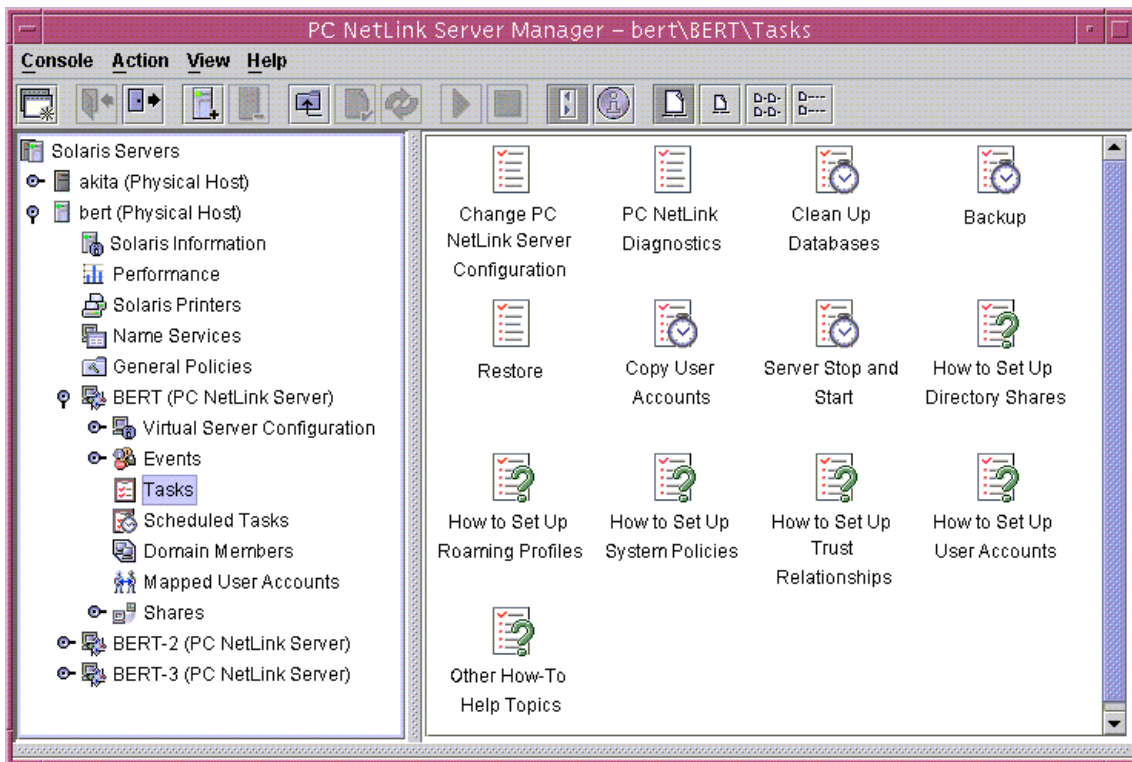 PC NetLink Server Manager – bert\BERT\Tasks
Console Action View Help
Solaris Servers
akita (Physical Host)
bert (Physical Host)
Solaris Information
Performance
Solaris Printers
Name Services
General Policies
BERT (PC NetLink Server)
Virtual Server Configuration
Events
Tasks
Scheduled Tasks
Domain Members
Mapped User Accounts
Shares
BERT-2 (PC NetLink Server)
BERT-3 (PC NetLink Server)
Change PC
NetLink Server
Configuration
PC NetLink
Diagnostics
Clean Up
Databases
Backup
Restore
Copy User
Accounts
Server Stop and
Start
How to Set Up
Directory Shares
How to Set Up
Roaming Profiles
How to Set Up
System Policies
How to Set Up
Trust
Relationships
How to Set Up
User Accounts
Other How-To
Help Topics